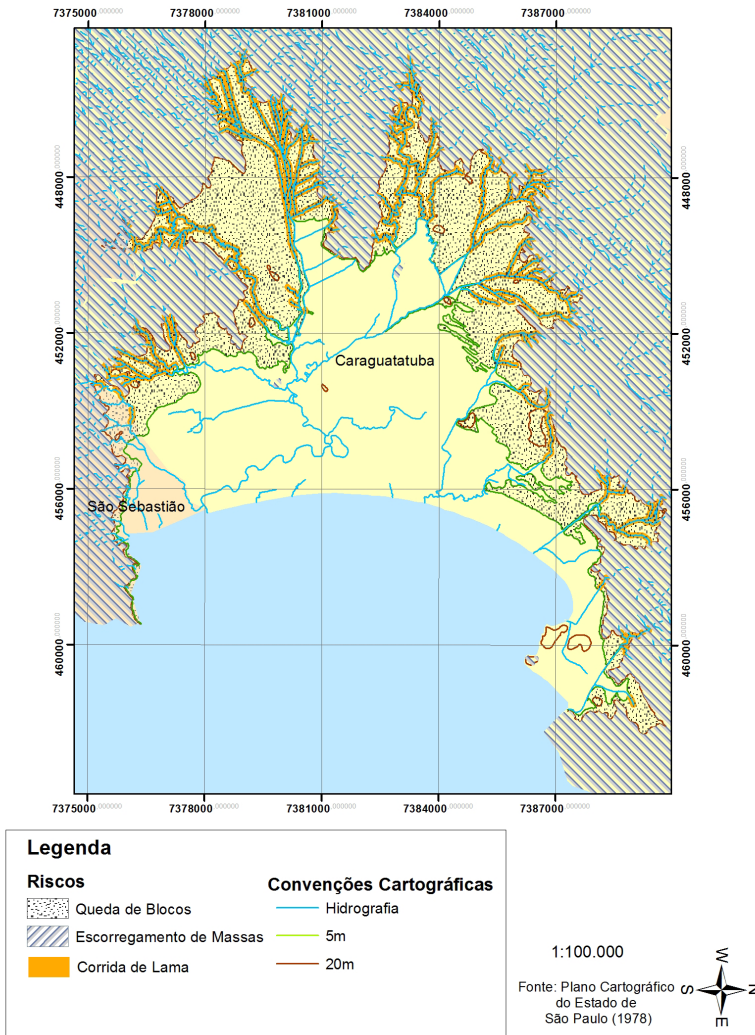 7375000,000000 7378000,000000 7381000,000000 7384000,000000 7387000,000000
448000,000000 448000,000000
452000,000000 452000,000000
Caraguatatuba
456000,000000 456000,000000
São Sebastião
460000,000000 460000,000000
7375000,000000 7378000,000000 7381000,000000 7384000,000000 7387000,000000
Legenda
Riscos
Queda de Blocos
Escorregamento de Massas
Corrida de Lama
Convenções Cartográficas
Hidrografia
5m
20m
1:100.000
Fonte: Plano Cartográfico
do Estado de
São Paulo (1978)
W
S N
E